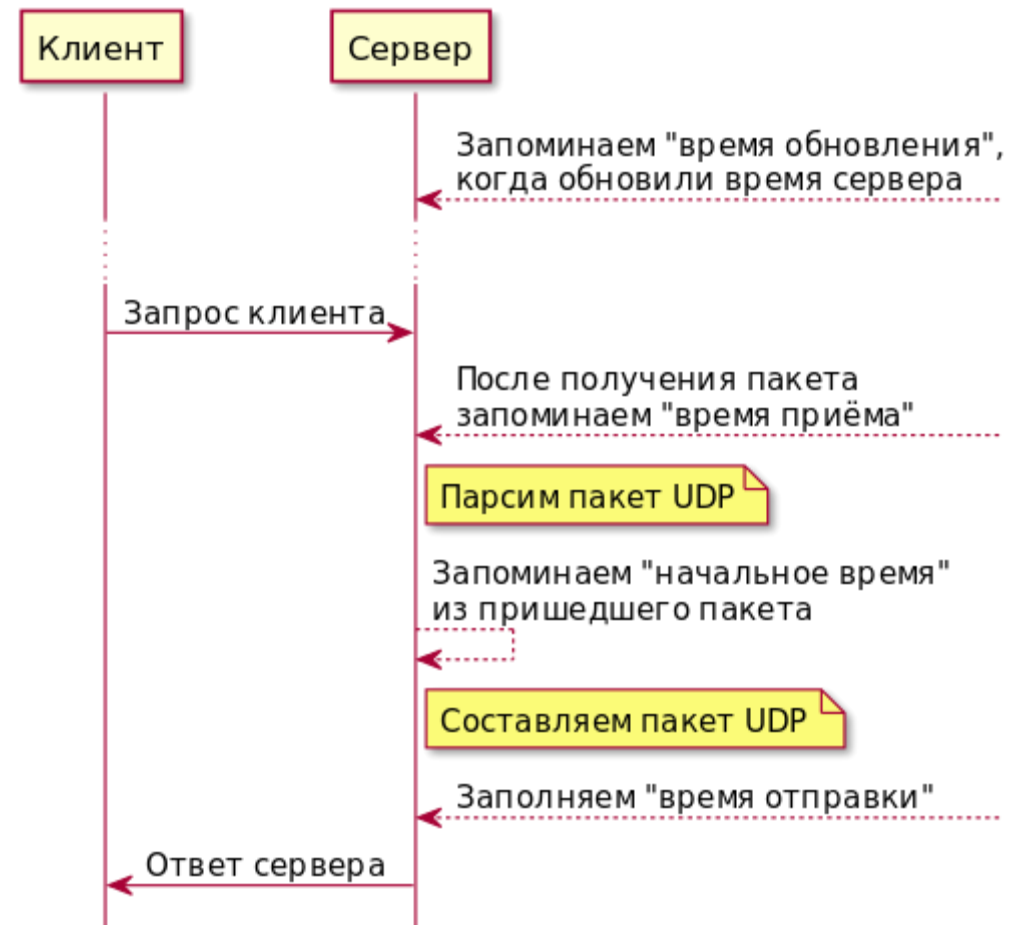 Клиент
Сервер
Запоминаем "время обновления",
когда обновили время сервера
Запрос клиента
После получения пакета
запоминаем "время приёма"
Парсим пакет UDP
Запоминаем "начальное время"
из пришедшего пакета
Составляем пакет UDP
Заполняем "время отправки"
Ответ сервера